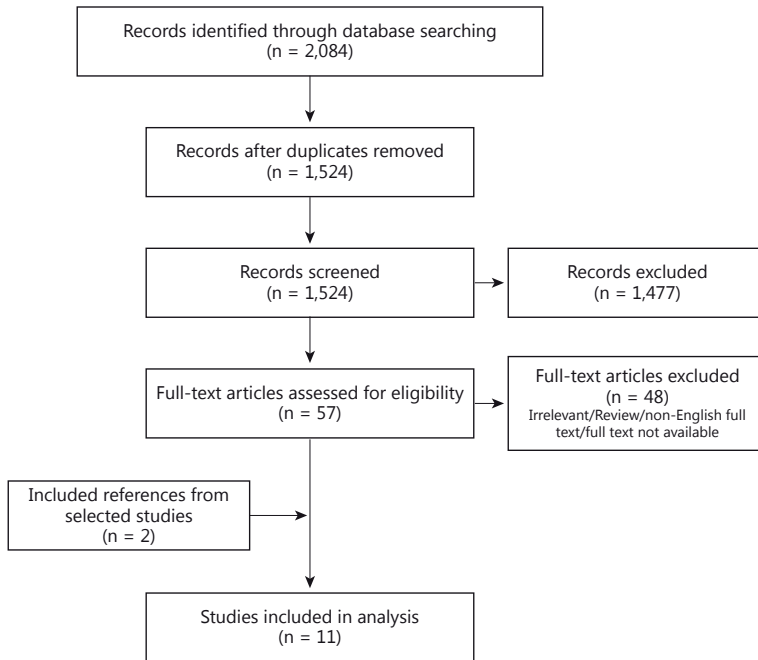 Records identified through database searching
(n = 2,084)
Records after duplicates removed
(n = 1,524)
Records screened
(n = 1,524)
Records excluded
(n = 1,477)
Full-text articles assessed for eligibility
(n = 57)
Full-text articles excluded
(n = 48)
Irrelevant/Review/non-English full
text/full text not available
Included references from
selected studies
(n = 2)
Studies included in analysis
(n = 11)